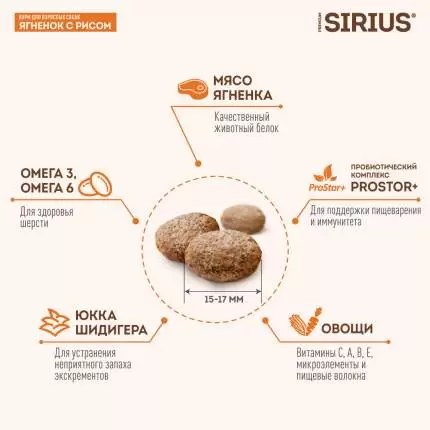 КОРМ ДЛЯ ВЗРОСЛЫХ СОБАК
ЯГНЕНОК С РИСОМ
PREMIUM
SIRIUS®
МЯСО
ЯГНЕНКА
Качественный
животный белок
ОМЕГА 3,
ОМЕГА 6
Для здоровья
шерсти
ProStor+
ПРОБИОТИЧЕСКИЙ
КОМПЛЕКС
PROSTOR+
Для поддержки пищеварения
и иммунитета
15-17 ММ
ЮККА
ШИДИГЕРА
Для устранения
неприятного запаха
экскрементов
ОВОЩИ
Витамины С, А, В, Е,
микроэлементы и
пищевые волокна